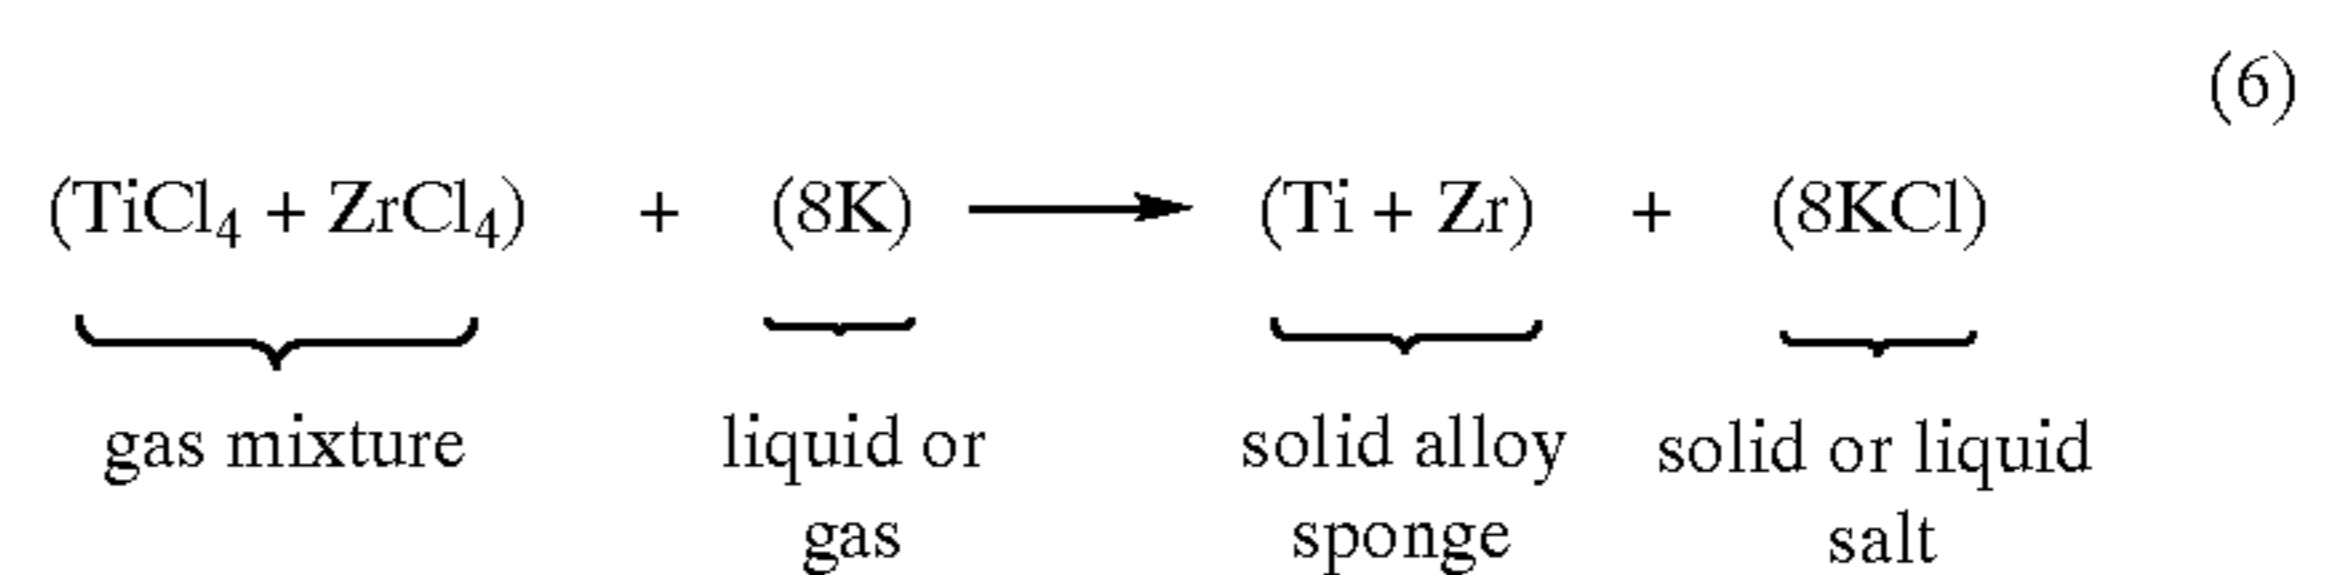 (6)
(TiCl₄ + ZrCl₄) + (8K) ⟶ (Ti + Zr) + (8KCl)
gas mixture liquid or solid alloy solid or liquid
gas sponge salt